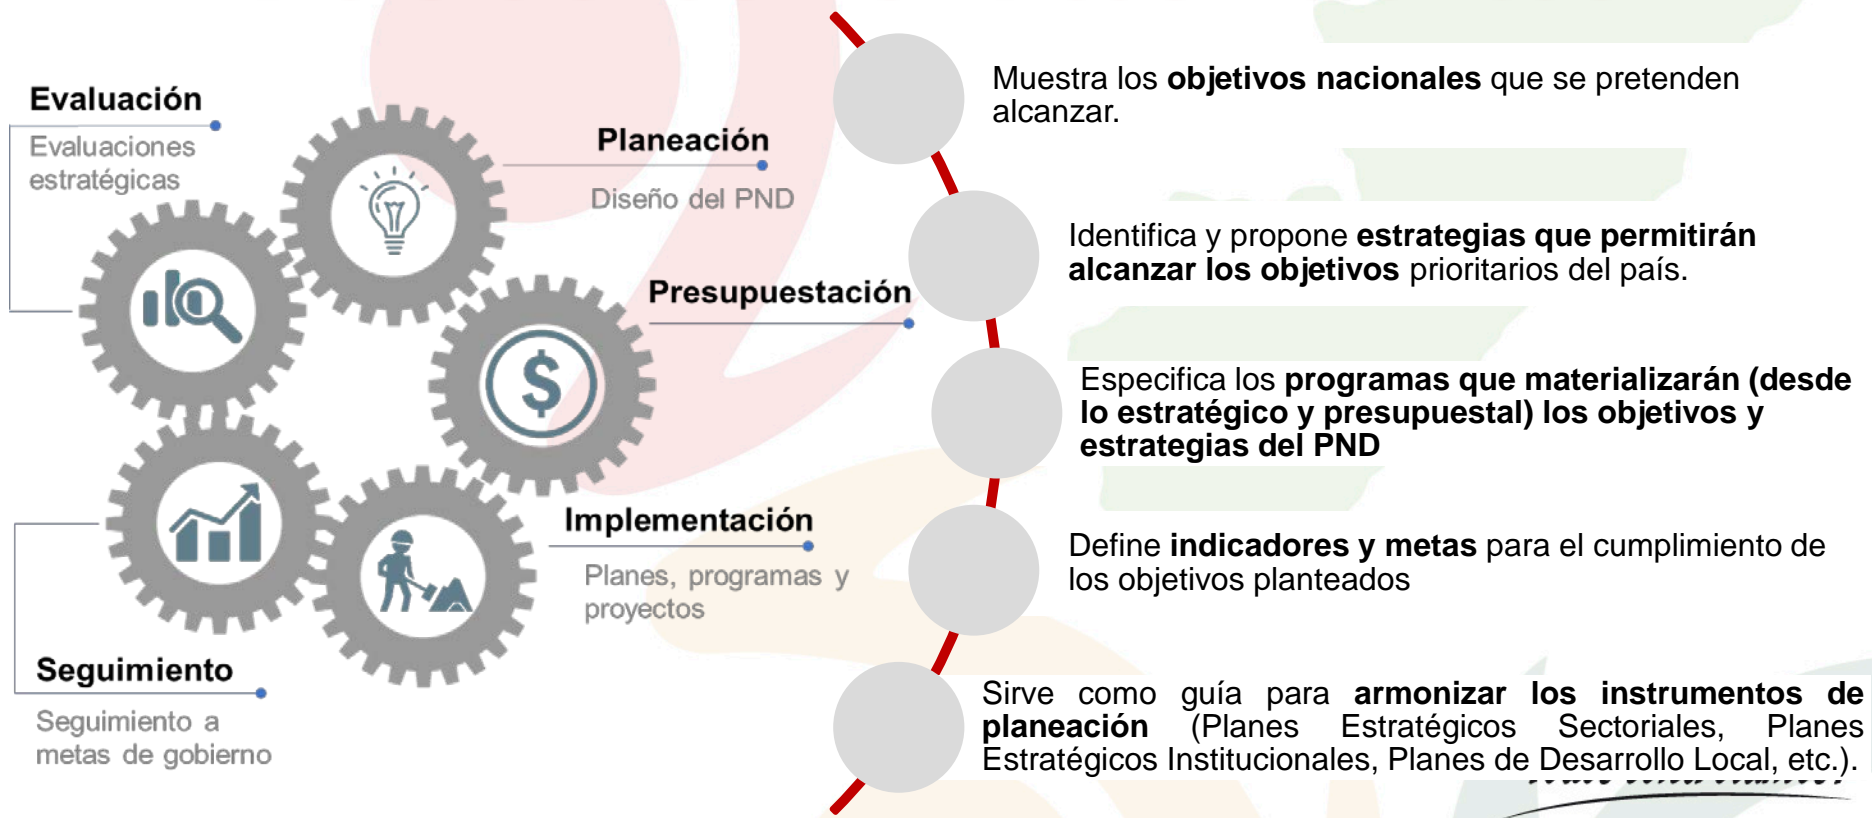 Evaluación
Evaluaciones
estratégicas
Planeación
Diseño del PND
Presupuestación
$
Implementación
Planes, programas y
proyectos
Seguimiento
Seguimiento a
metas de gobierno
Muestra los objetivos nacionales que se pretenden
alcanzar.
Identifica y propone estrategias que permitirán
alcanzar los objetivos prioritarios del país.
Especifica los programas que materializarán (desde
lo estratégico y presupuestal) los objetivos y
estrategias del PND
Define indicadores y metas para el cumplimiento de
los objetivos planteados
Sirve como guía para armonizar los instrumentos de
planeación (Planes Estratégicos Sectoriales, Planes
Estratégicos Institucionales, Planes de Desarrollo Local, etc.).